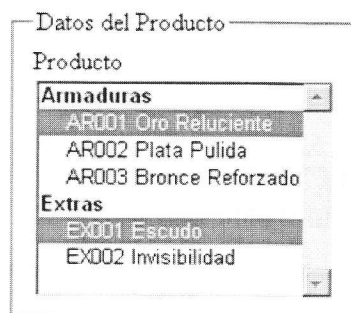 Datos del Producto
Producto
Armaduras
AR001 Oro Reluciente
AR002 Plata Pulida
AR003 Bronce Reforzado
Extras
EX001 Escudo
EX002 Invisibilidad